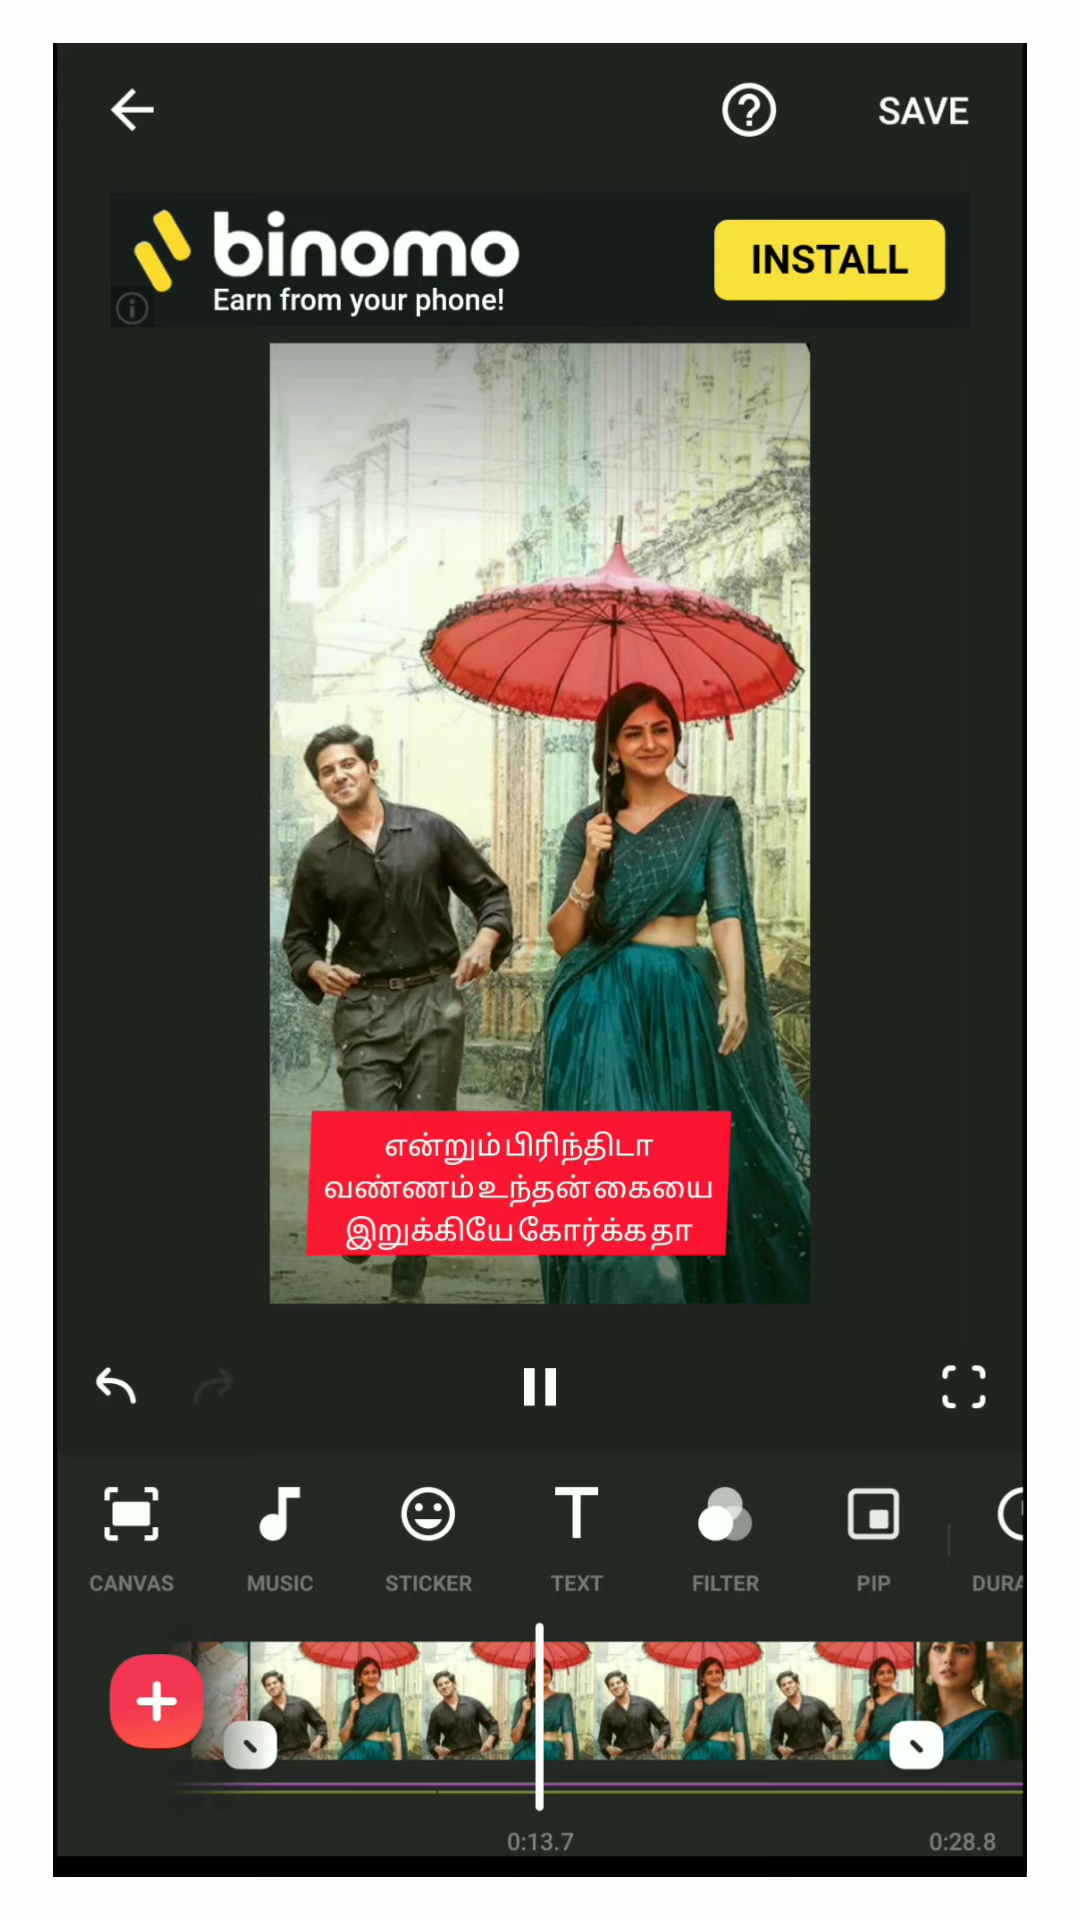 SAVE
binomo
Earn from your phone!
INSTALL
என்றும் பிரிந்திடா
வண்ணம் உந்தன் கையை
இறுக்கியே கோர்க்க தா
CANVAS
MUSIC
STICKER
TEXT
FILTER
PIP
DURA
0:13.7
0:28.8